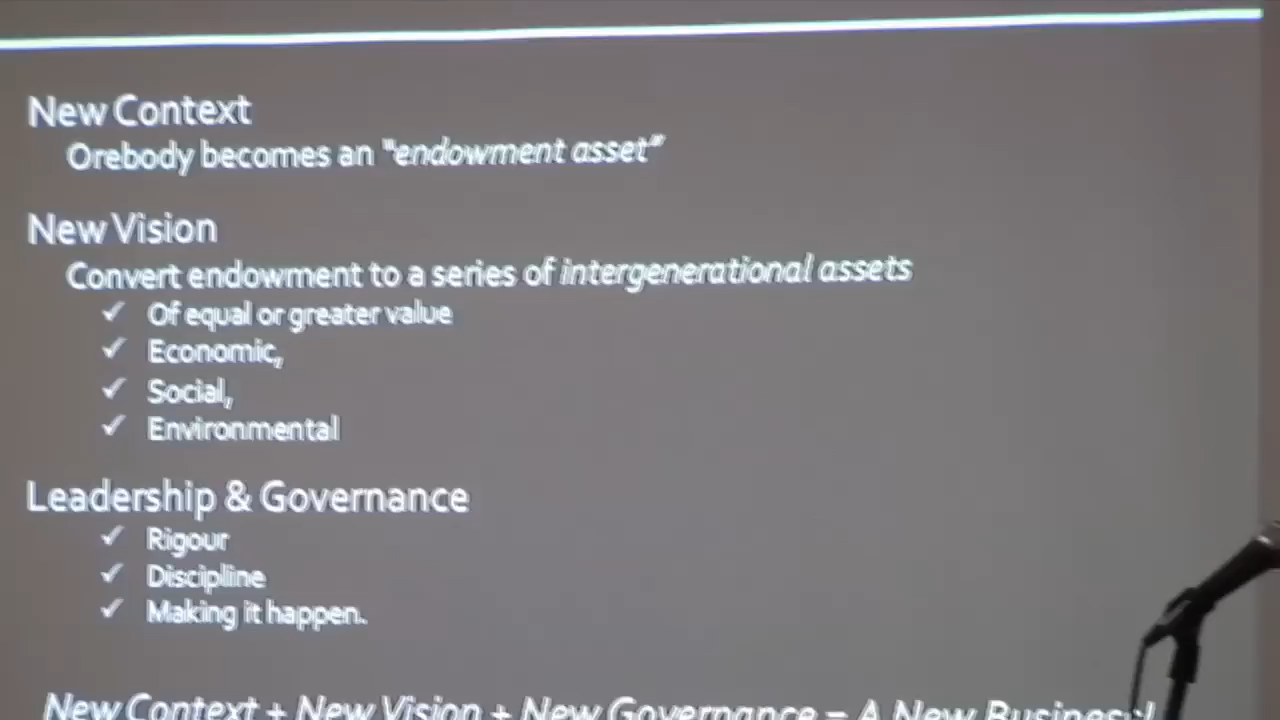 New Context
Orebody becomes an "endowment asset"
New Vision
Convert endowment to a series of intergenerational assets
✓ Of equal or greater value
✓ Economic,
✓ Social,
✓ Environmental
Leadership & Governance
✓ Rigour
✓ Discipline
✓ Making it happen.
New Context + New Vision + New Governance = A New Business!